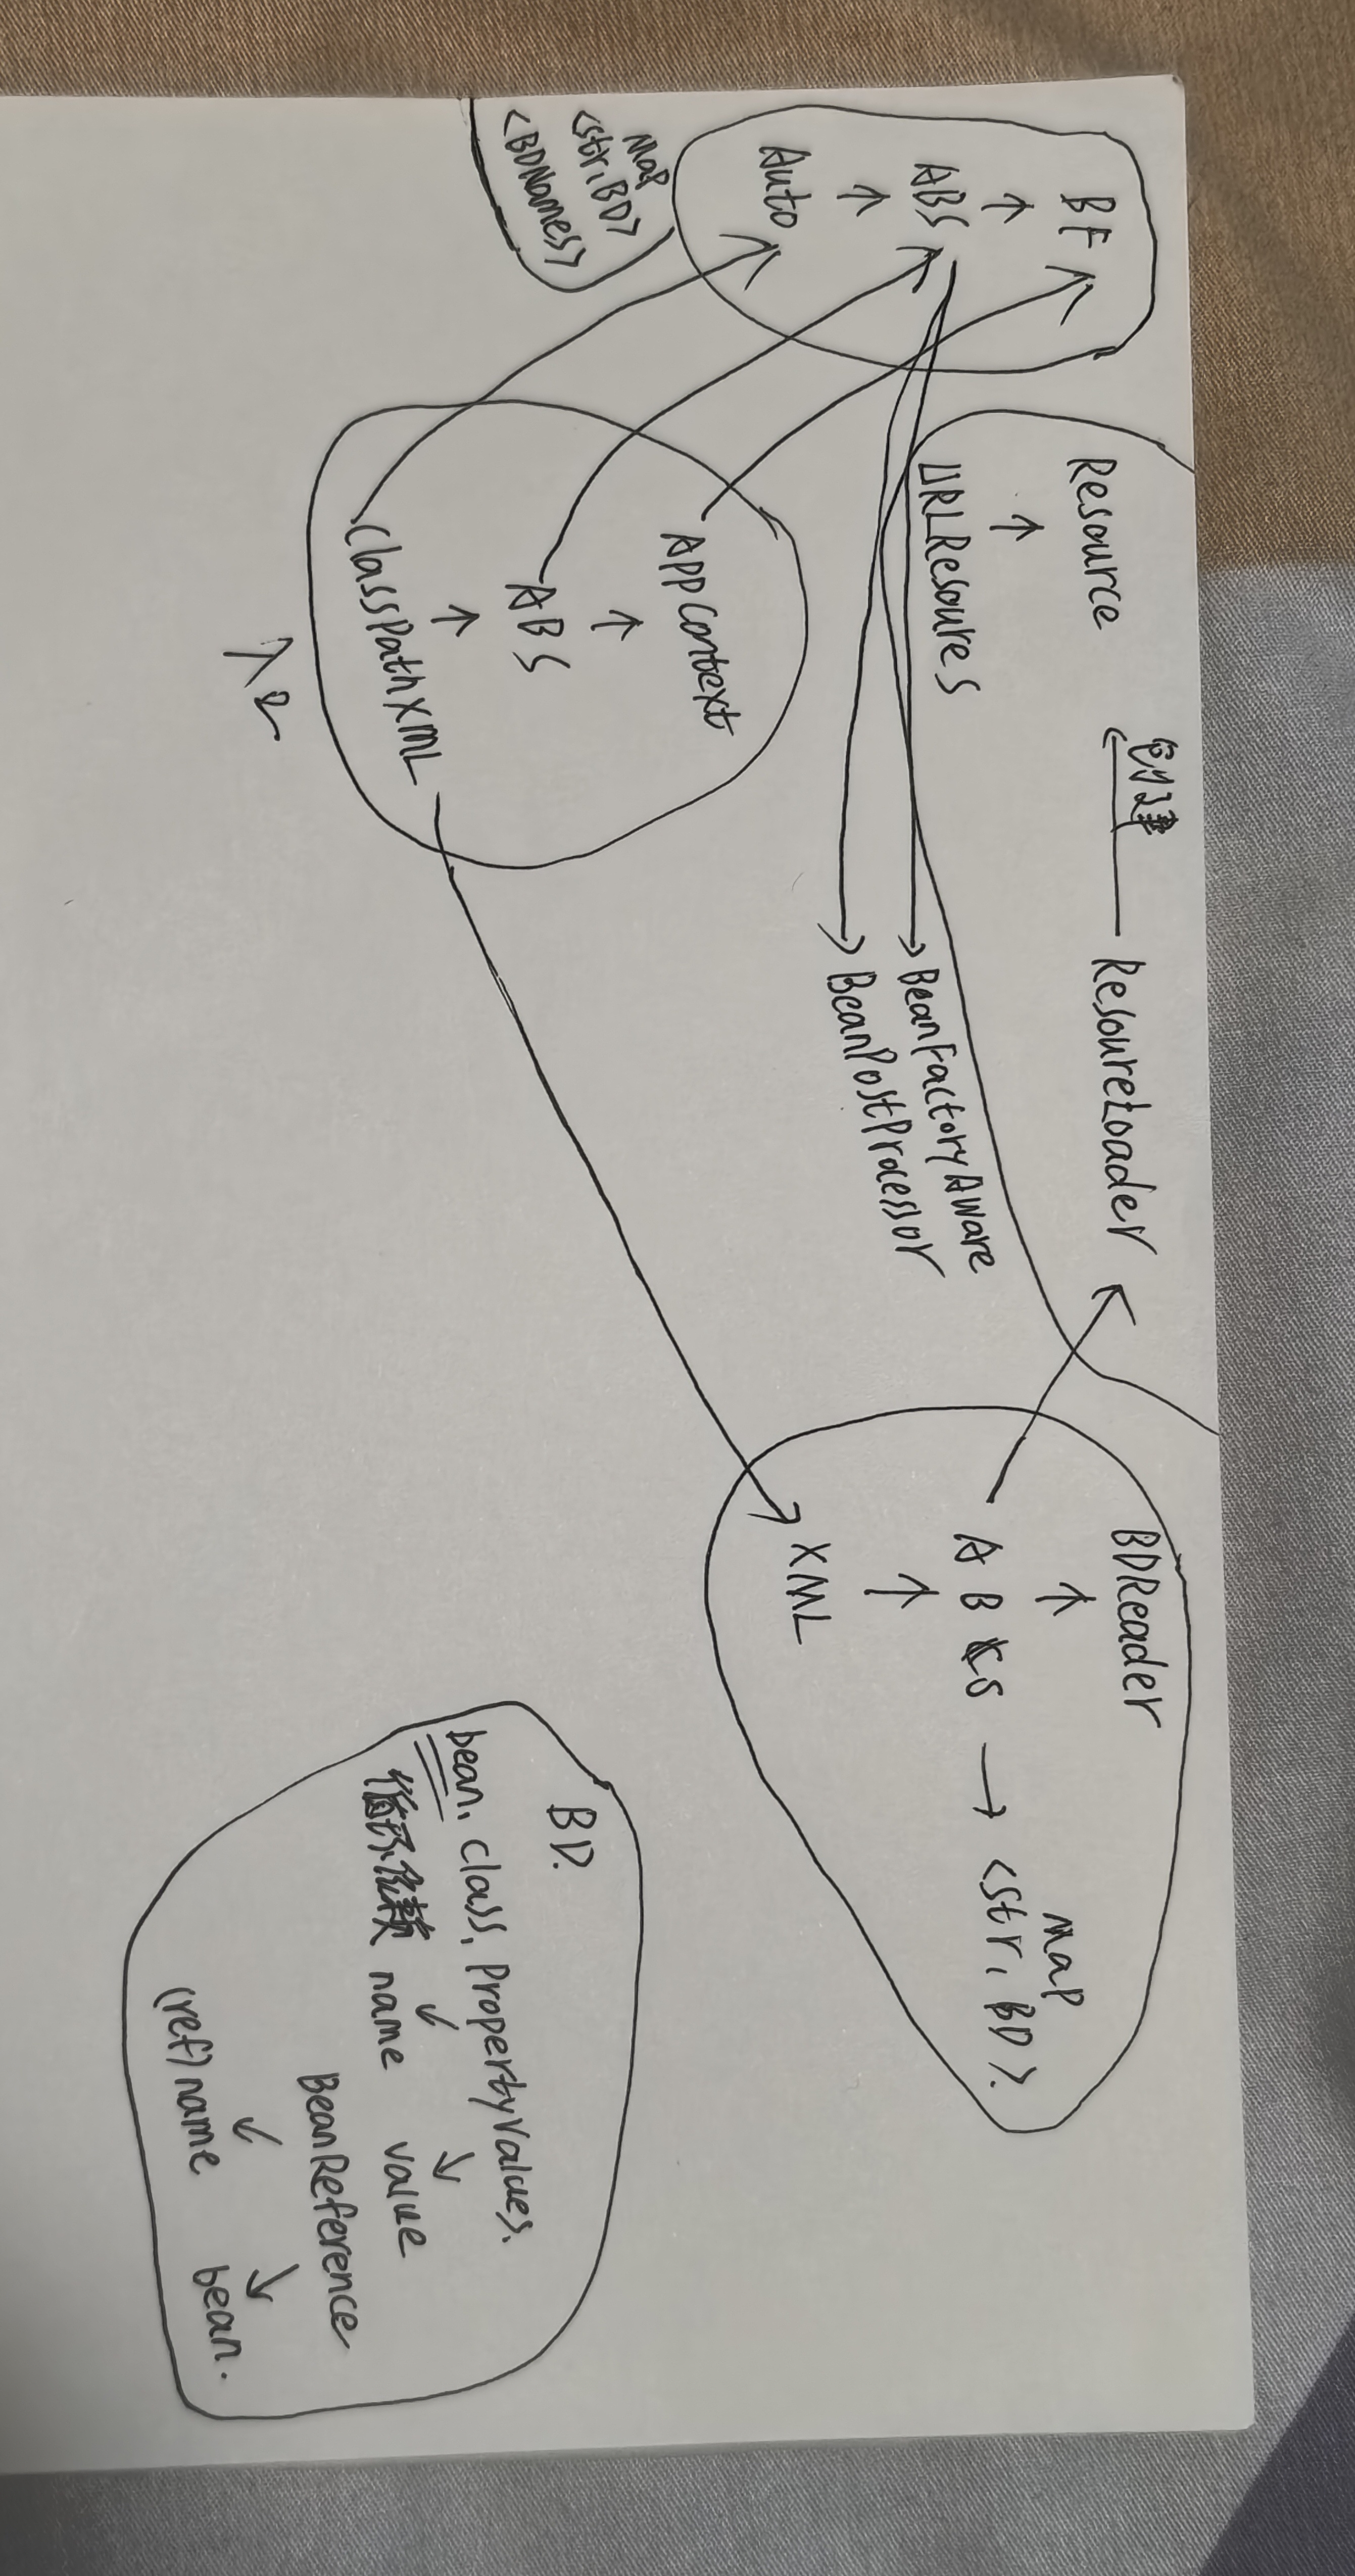 BF
ABS
Auto
Map
<str, BD>
<BDNames>
Resource
创建
ResoureLoader
URLResoures
BeanFactoryAware
BeanPostProcessor
AppContext
ABS
ClassPathXML
入口
BDReader
ABS
map
<str, BD>.
XML
BD.
bean, class, PropertyValues.
循环依赖 name value
BeanReference
(ref) name bean.